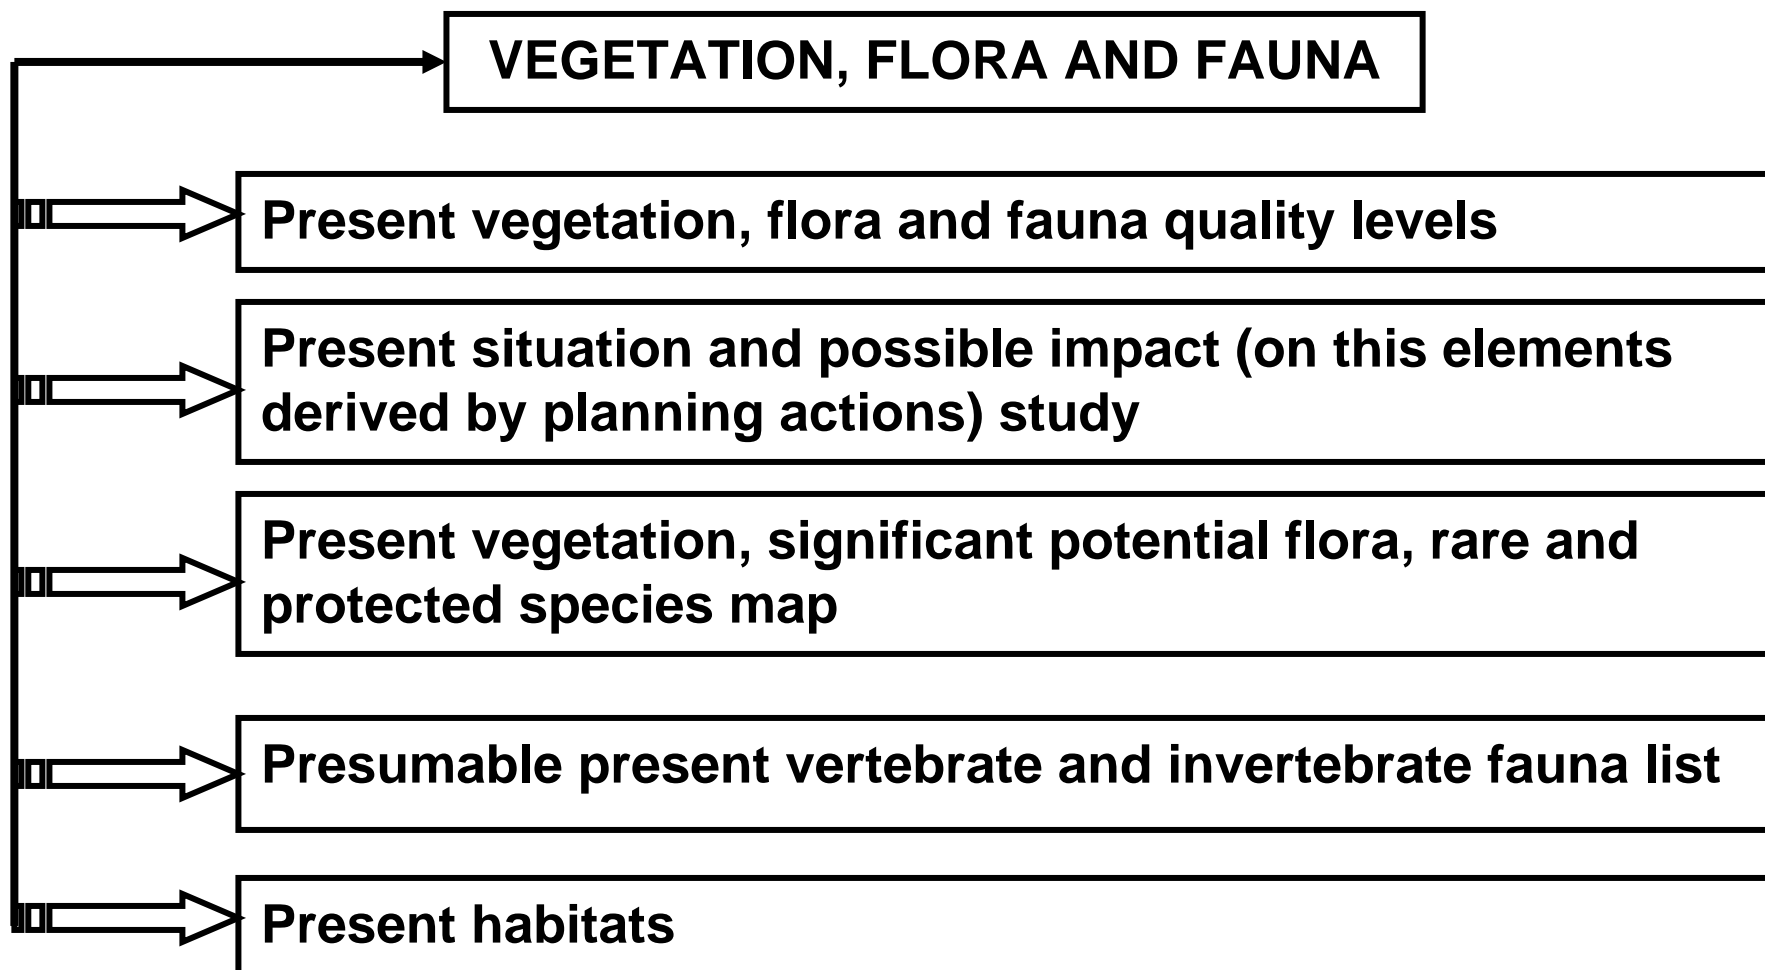 VEGETATION, FLORA AND FAUNA
Present vegetation, flora and fauna quality levels
Present situation and possible impact (on this elements
derived by planning actions) study
Present vegetation, significant potential flora, rare and
protected species map
Presumable present vertebrate and invertebrate fauna list
Present habitats